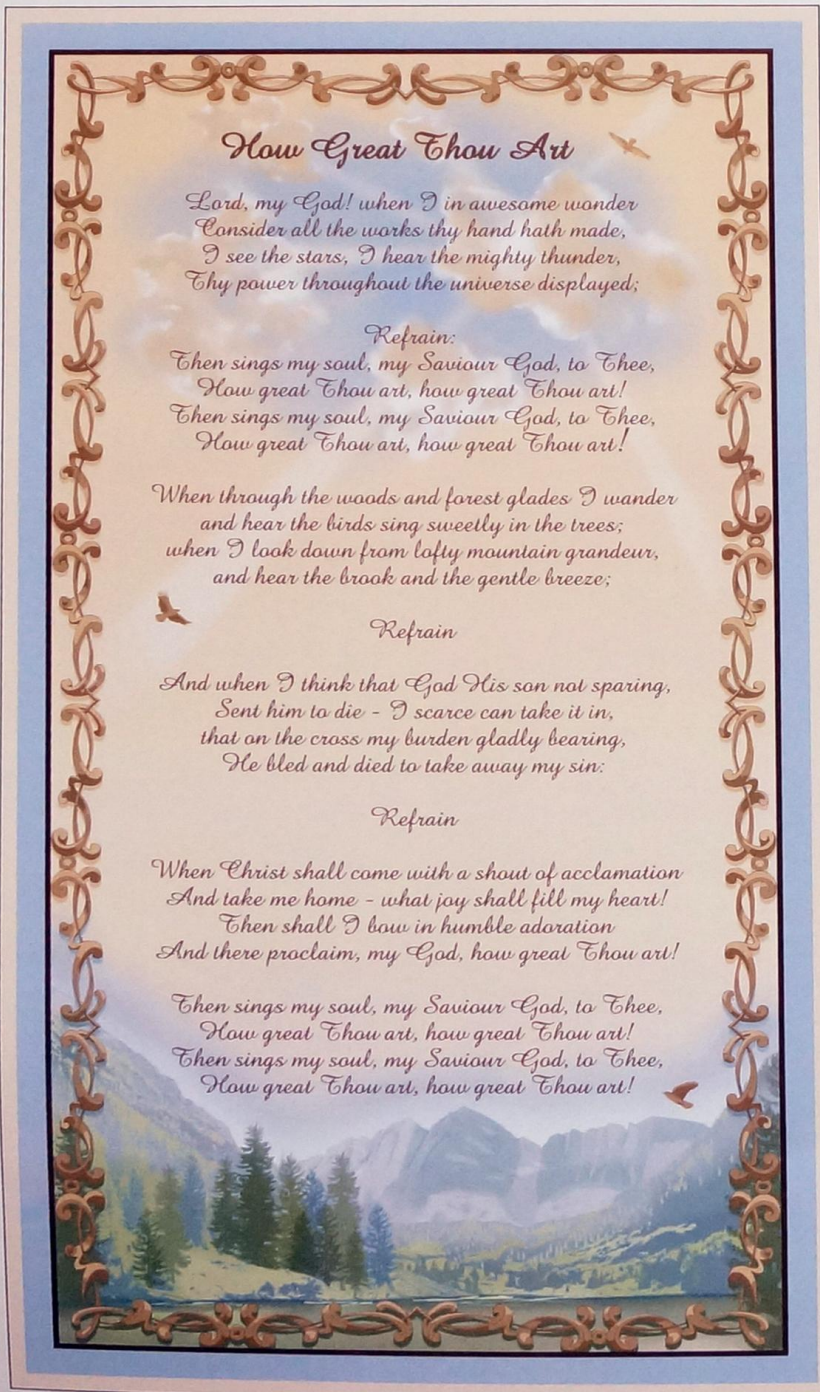 How Great Thou Art
Lord, my God! when I in awesome wonder
Consider all the works thy hand hath made,
I see the stars, I hear the mighty thunder,
Thy power throughout the universe displayed;
Refrain:
Then sings my soul, my Saviour God, to Thee,
How great Thou art, how great Thou art!
Then sings my soul, my Saviour God, to Thee,
How great Thou art, how great Thou art!
When through the woods and forest glades I wander
and hear the birds sing sweetly in the trees;
when I look down from lofty mountain grandeur,
and hear the brook and the gentle breeze;
Refrain
And when I think that God His son not sparing,
Sent him to die - I scarce can take it in,
that on the cross my burden gladly bearing,
He bled and died to take away my sin:
Refrain
When Christ shall come with a shout of acclamation
And take me home - what joy shall fill my heart!
Then shall I bow in humble adoration
And there proclaim, my God, how great Thou art!
Then sings my soul, my Saviour God, to Thee,
How great Thou art, how great Thou art!
Then sings my soul, my Saviour God, to Thee,
How great Thou art, how great Thou art!